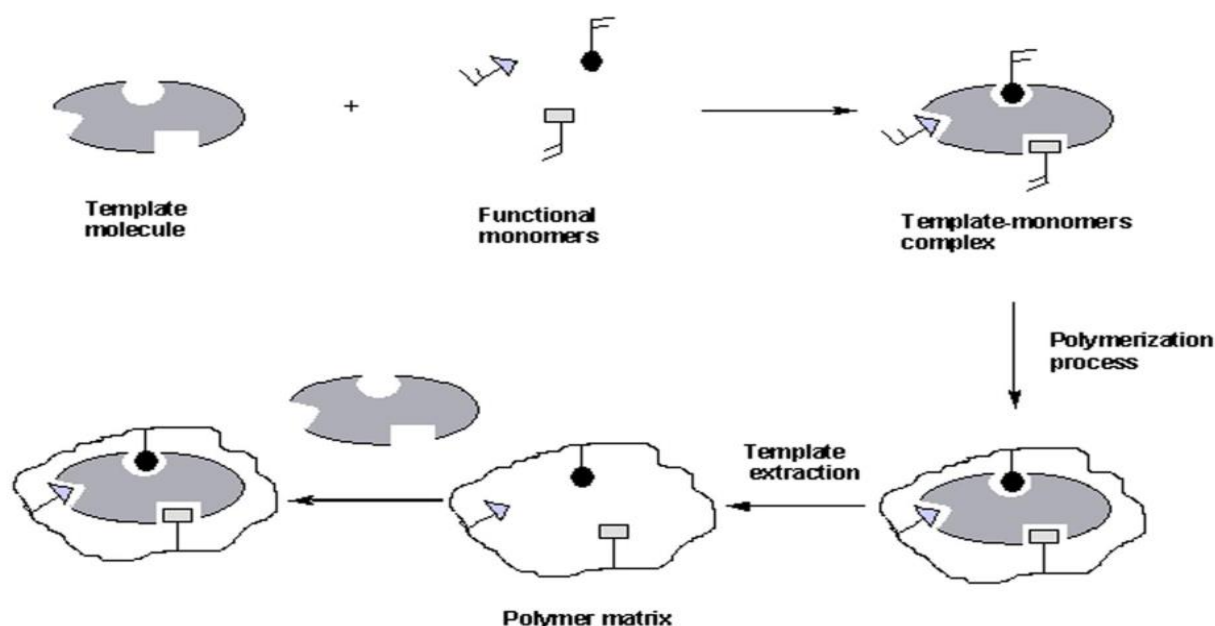 +
Template
molecule
Functional
monomers
Template-monomers
complex
Polymerization
process
Template
extraction
Polymer matrix